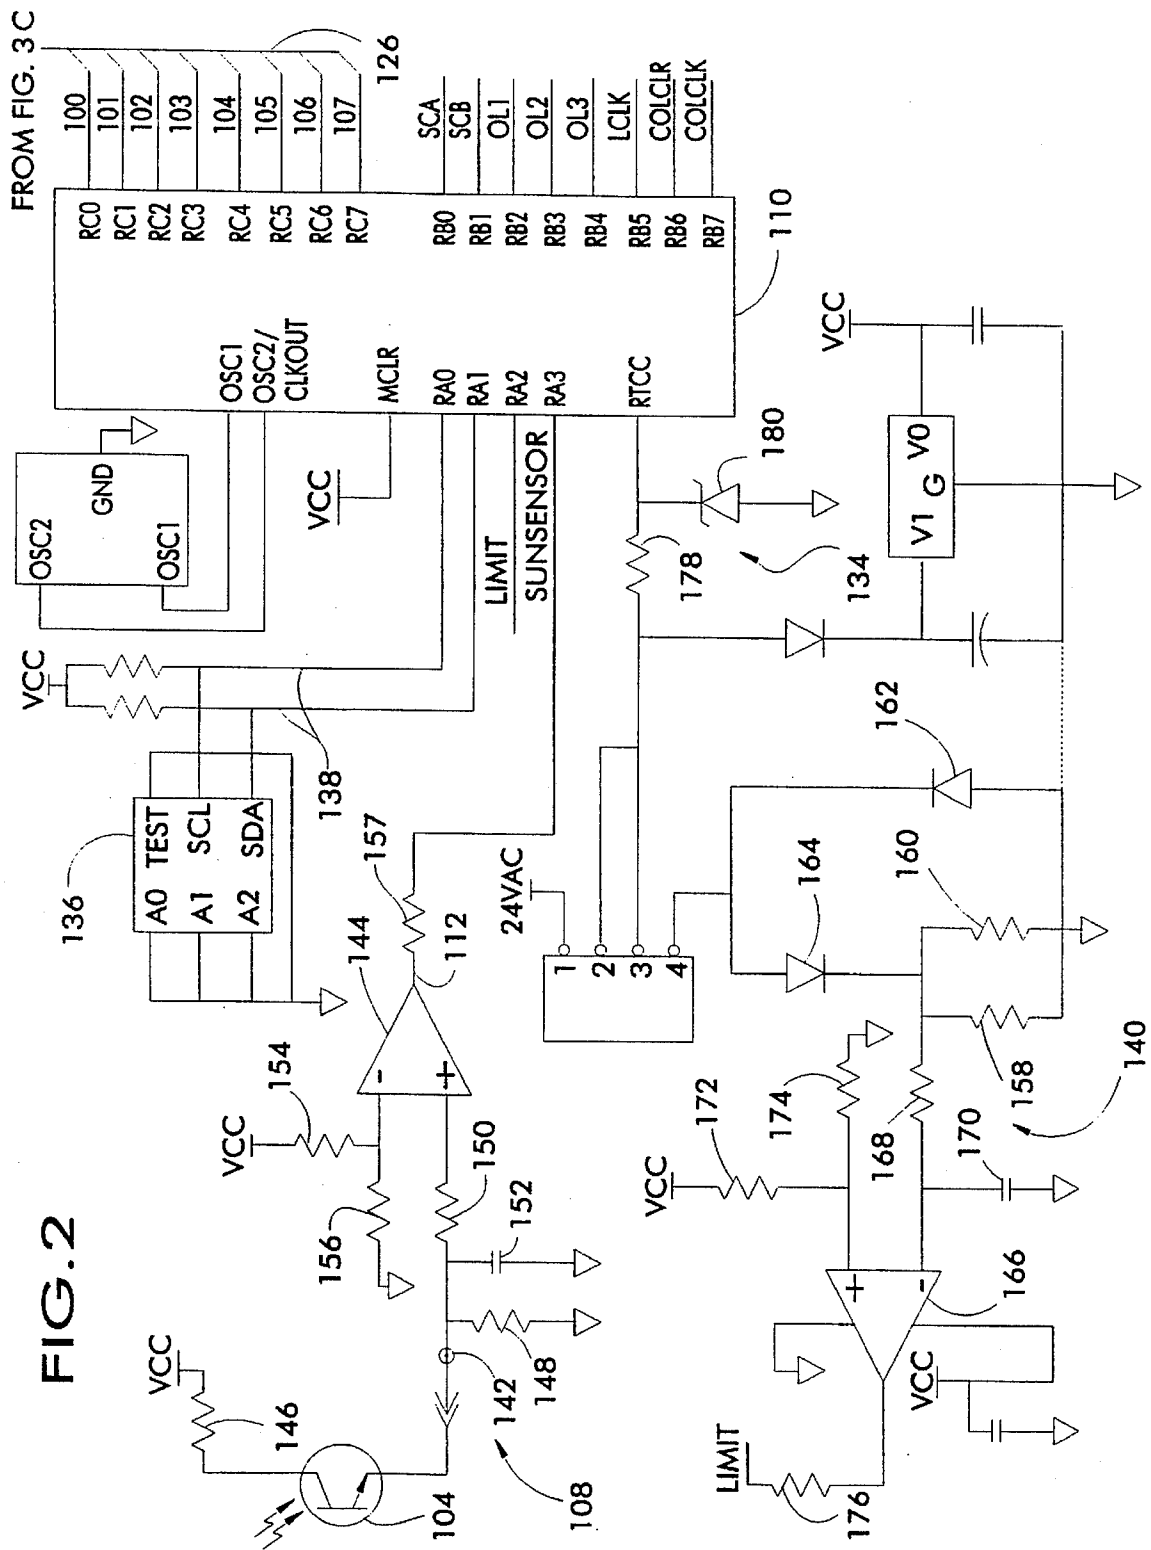 FIG.2
FROM FIG. 3C
126
100
101
102
103
104
105
106
107
RC0
RC1
RC2
RC3
RC4
RC5
RC6
RC7
SCA
SCB
OL1
OL2
OL3
LCLK
COLCLR
COLCLK
RB0
RB1
RB2
RB3
RB4
RB5
RB6
RB7
110
OSC1
OSC2/
CLKOUT
MCLR
RA0
RA1
RA2
RA3
RTCC
OSC2
GND
OSC1
VCC
LIMIT
SUNSENSOR
VCC
138
136
A0 TEST
A1 SCL
A2 SDA
157
144
112
154
VCC
156
150
152
148
142
108
VCC
146
104
24VAC
1
2
3
4
178
180
134
VCC
V1 G V0
162
164
160
158
140
174
172
VCC
168
170
166
+
-
-
+
VCC
LIMIT
176